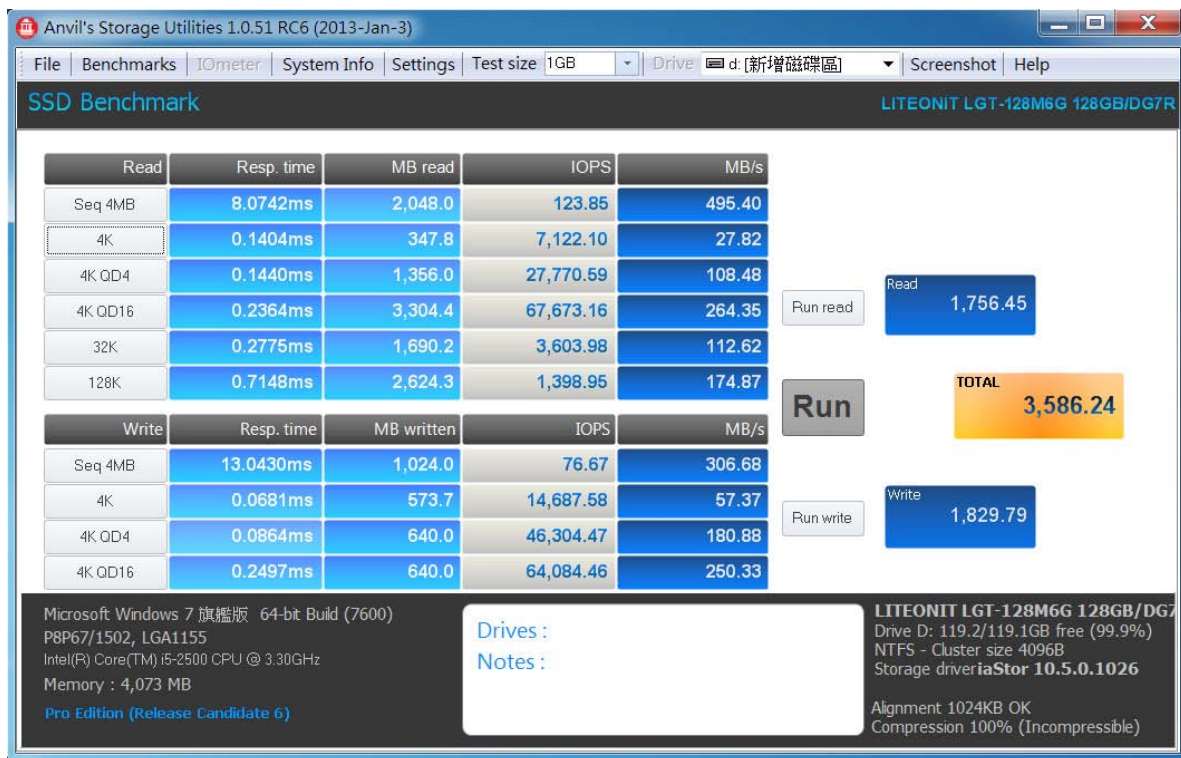 Anvil's Storage Utilities 1.0.51 RC6 (2013-Jan-3)
File Benchmarks IOmeter System Info Settings Test size 1GB Drive d: [新增磁碟區] Screenshot Help
SSD Benchmark LITEONIT LGT-128M6G 128GB/DG7R
Read Resp. time MB read IOPS MB/s
Seq 4MB 8.0742ms 2,048.0 123.85 495.40
4K 0.1404ms 347.8 7,122.10 27.82
4K QD4 0.1440ms 1,356.0 27,770.59 108.48
4K QD16 0.2364ms 3,304.4 67,673.16 264.35
32K 0.2775ms 1,690.2 3,603.98 112.62
128K 0.7148ms 2,624.3 1,398.95 174.87
Run read
Read
1,756.45
Run
TOTAL
3,586.24
Write Resp. time MB written IOPS MB/s
Seq 4MB 13.0430ms 1,024.0 76.67 306.68
4K 0.0681ms 573.7 14,687.58 57.37
4K QD4 0.0864ms 640.0 46,304.47 180.88
4K QD16 0.2497ms 640.0 64,084.46 250.33
Run write
Write
1,829.79
Microsoft Windows 7 旗艦版 64-bit Build (7600)
P8P67/1502, LGA1155
Intel(R) Core(TM) i5-2500 CPU @ 3.30GHz
Memory : 4,073 MB
Pro Edition (Release Candidate 6)
Drives :
Notes :
LITEONIT LGT-128M6G 128GB/DG7
Drive D: 119.2/119.1GB free (99.9%)
NTFS - Cluster size 4096B
Storage driveriaStor 10.5.0.1026
Alignment 1024KB OK
Compression 100% (Incompressible)